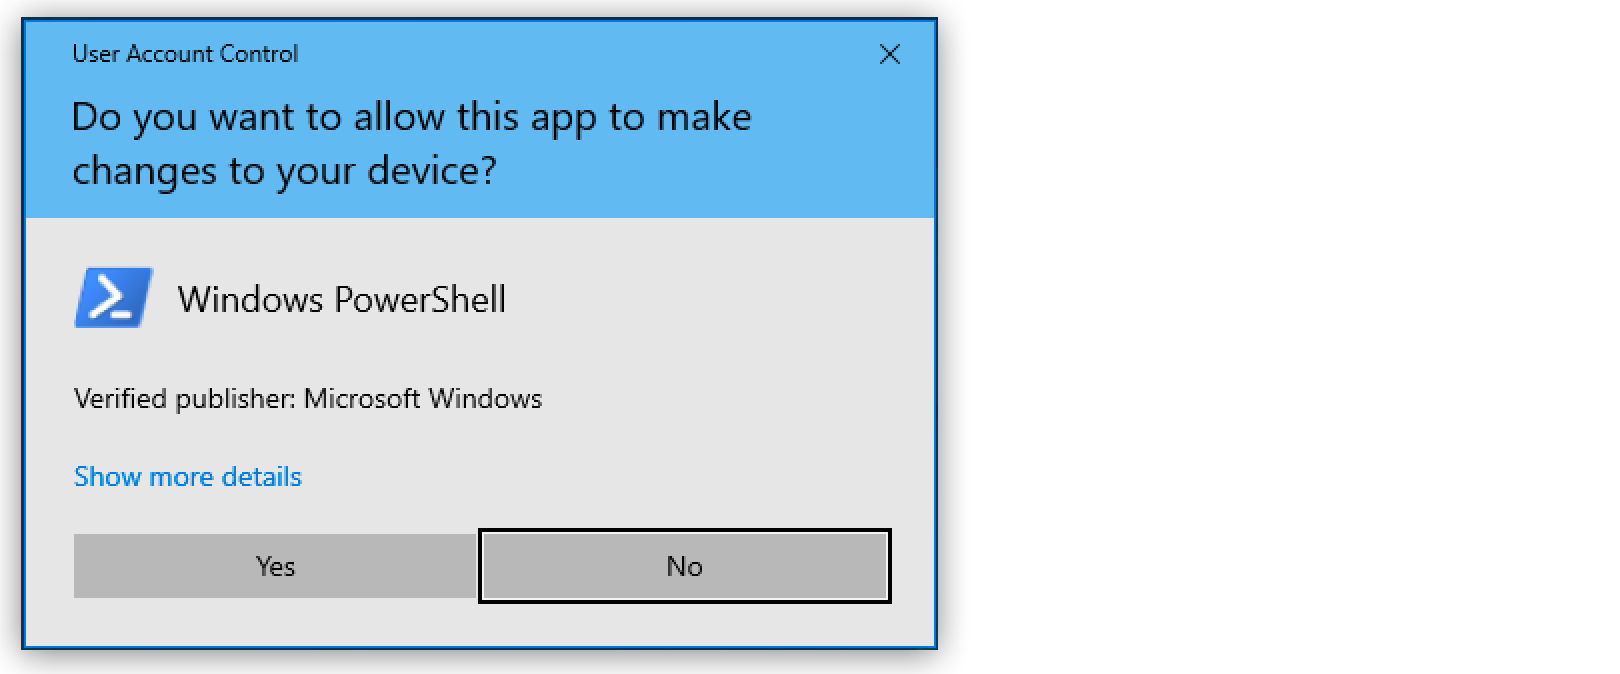 User Account Control
Do you want to allow this app to make
changes to your device?
Windows PowerShell
Verified publisher: Microsoft Windows
Show more details
Yes
No